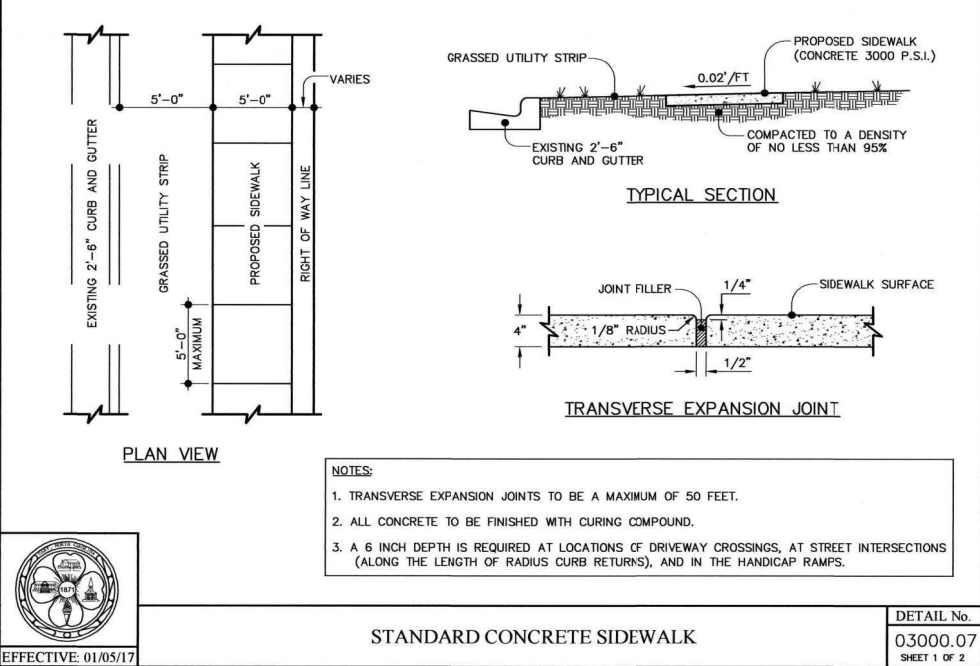 VARIES
5'-0"
5'-0"
EXISTING 2'-6" CURB AND GUTTER
GRASSED UTILITY STRIP
PROPOSED SIDEWALK
RIGHT OF WAY LINE
5'-0"
MAXIMUM
PLAN VIEW
GRASSED UTILITY STRIP
PROPOSED SIDEWALK
(CONCRETE 3000 P.S.I.)
0.02'/FT
EXISTING 2'-6"
CURB AND GUTTER
COMPACTED TO A DENSITY
OF NO LESS THAN 95%
TYPICAL SECTION
JOINT FILLER
1/4"
SIDEWALK SURFACE
4"
1/8" RADIUS
1/2"
TRANSVERSE EXPANSION JOINT
NOTES:
1. TRANSVERSE EXPANSION JOINTS TO BE A MAXIMUM OF 50 FEET.
2. ALL CONCRETE TO BE FINISHED WITH CURING COMPOUND.
3. A 6 INCH DEPTH IS REQUIRED AT LOCATIONS OF DRIVEWAY CROSSINGS, AT STREET INTERSECTIONS
(ALONG THE LENGTH OF RADIUS CURB RETURNS), AND IN THE HANDICAP RAMPS.
NORTH CAROLINA
1871
EFFECTIVE: 01/05/17
STANDARD CONCRETE SIDEWALK
DETAIL No.
03000.07
SHEET 1 OF 2